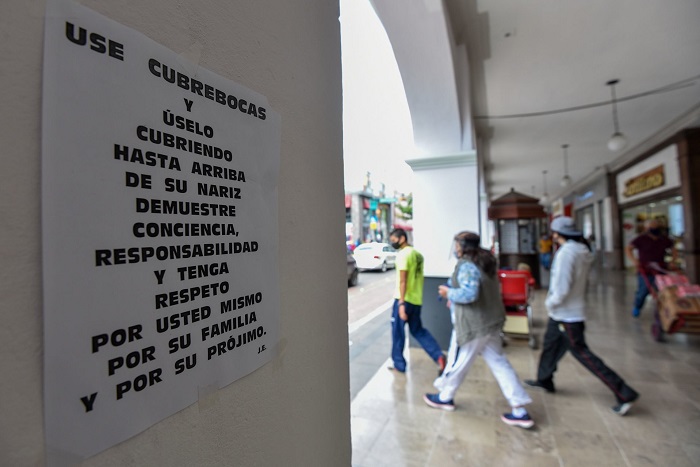 USE CUBREBOCAS
Y
ÚSELO
CUBRIENDO
HASTA ARRIBA
DE SU NARIZ
DEMUESTRE
CONCIENCIA,
RESPONSABILIDAD
Y TENGA
RESPETO
POR USTED MISMO
POR SU FAMILIA
Y POR SU PRÓJIMO.
J.E.